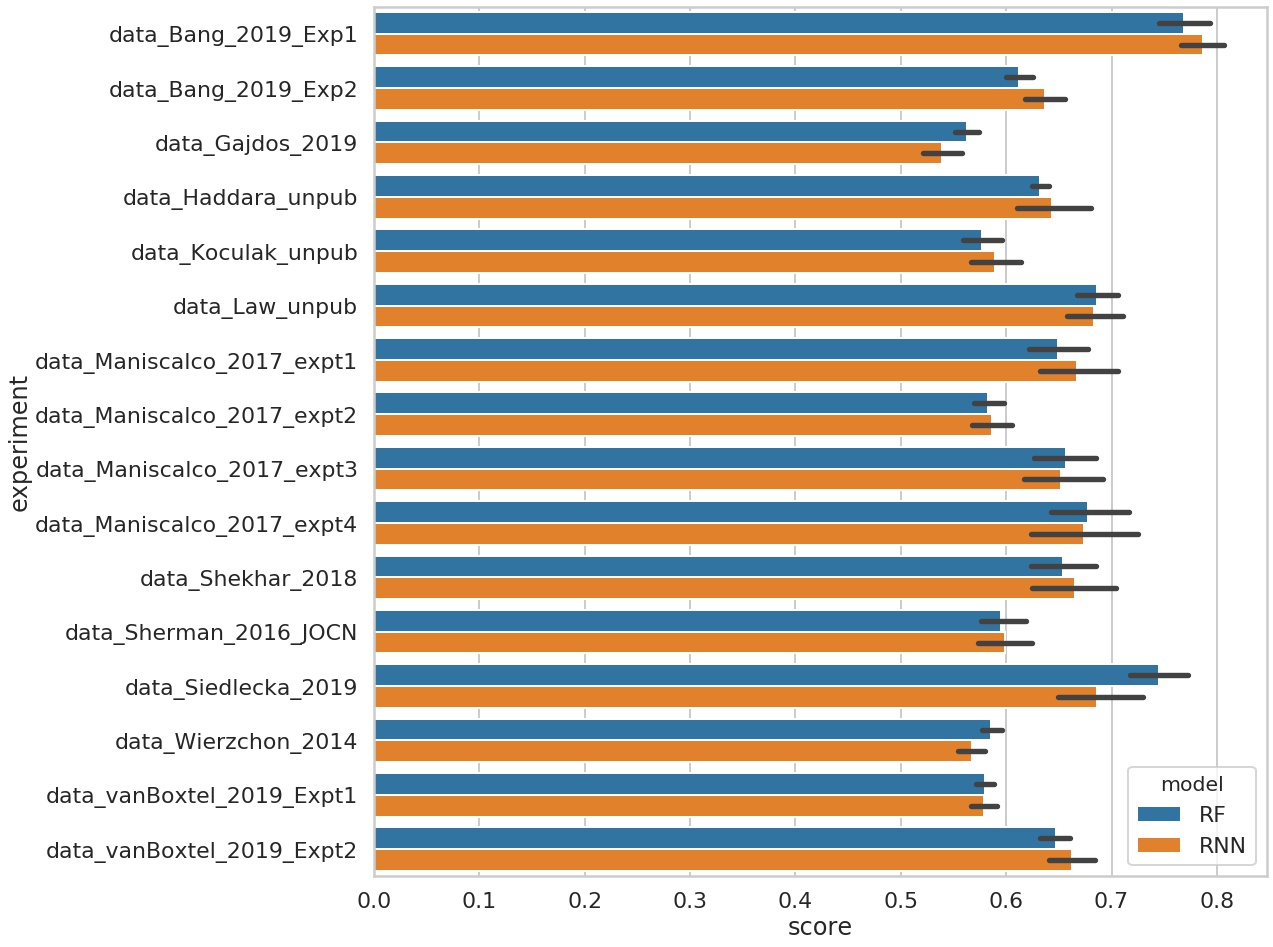 data_Bang_2019_Exp1
data_Bang_2019_Exp2
data_Gajdos_2019
data_Haddara_unpub
data_Koculak_unpub
data_Law_unpub
data_Maniscalco_2017_expt1
data_Maniscalco_2017_expt2
data_Maniscalco_2017_expt3
data_Maniscalco_2017_expt4
data_Shekhar_2018
data_Sherman_2016_JOCN
data_Siedlecka_2019
data_Wierzchon_2014
data_vanBoxtel_2019_Expt1
data_vanBoxtel_2019_Expt2
experiment
model
RF
RNN
0.0 0.1 0.2 0.3 0.4 0.5 0.6 0.7 0.8
score